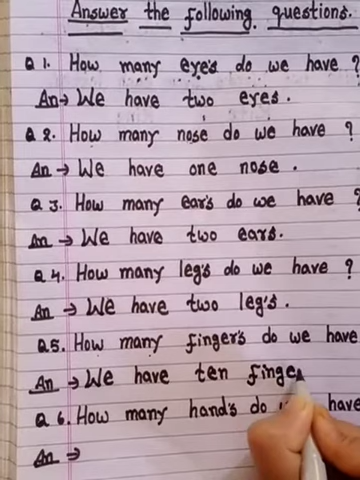 Answer the following questions.
Q 1. How many eye's do we have ?
An→ We have two eyes.
Q 2. How many nose do we have ?
An → We have one nose.
Q 3. How many ear's do we have ?
An → We have two ears.
Q 4. How many leg's do we have ?
An → We have two leg's.
Q5. How many finger's do we have
An → We have ten finge
Q 6. How many hand's do have
An →